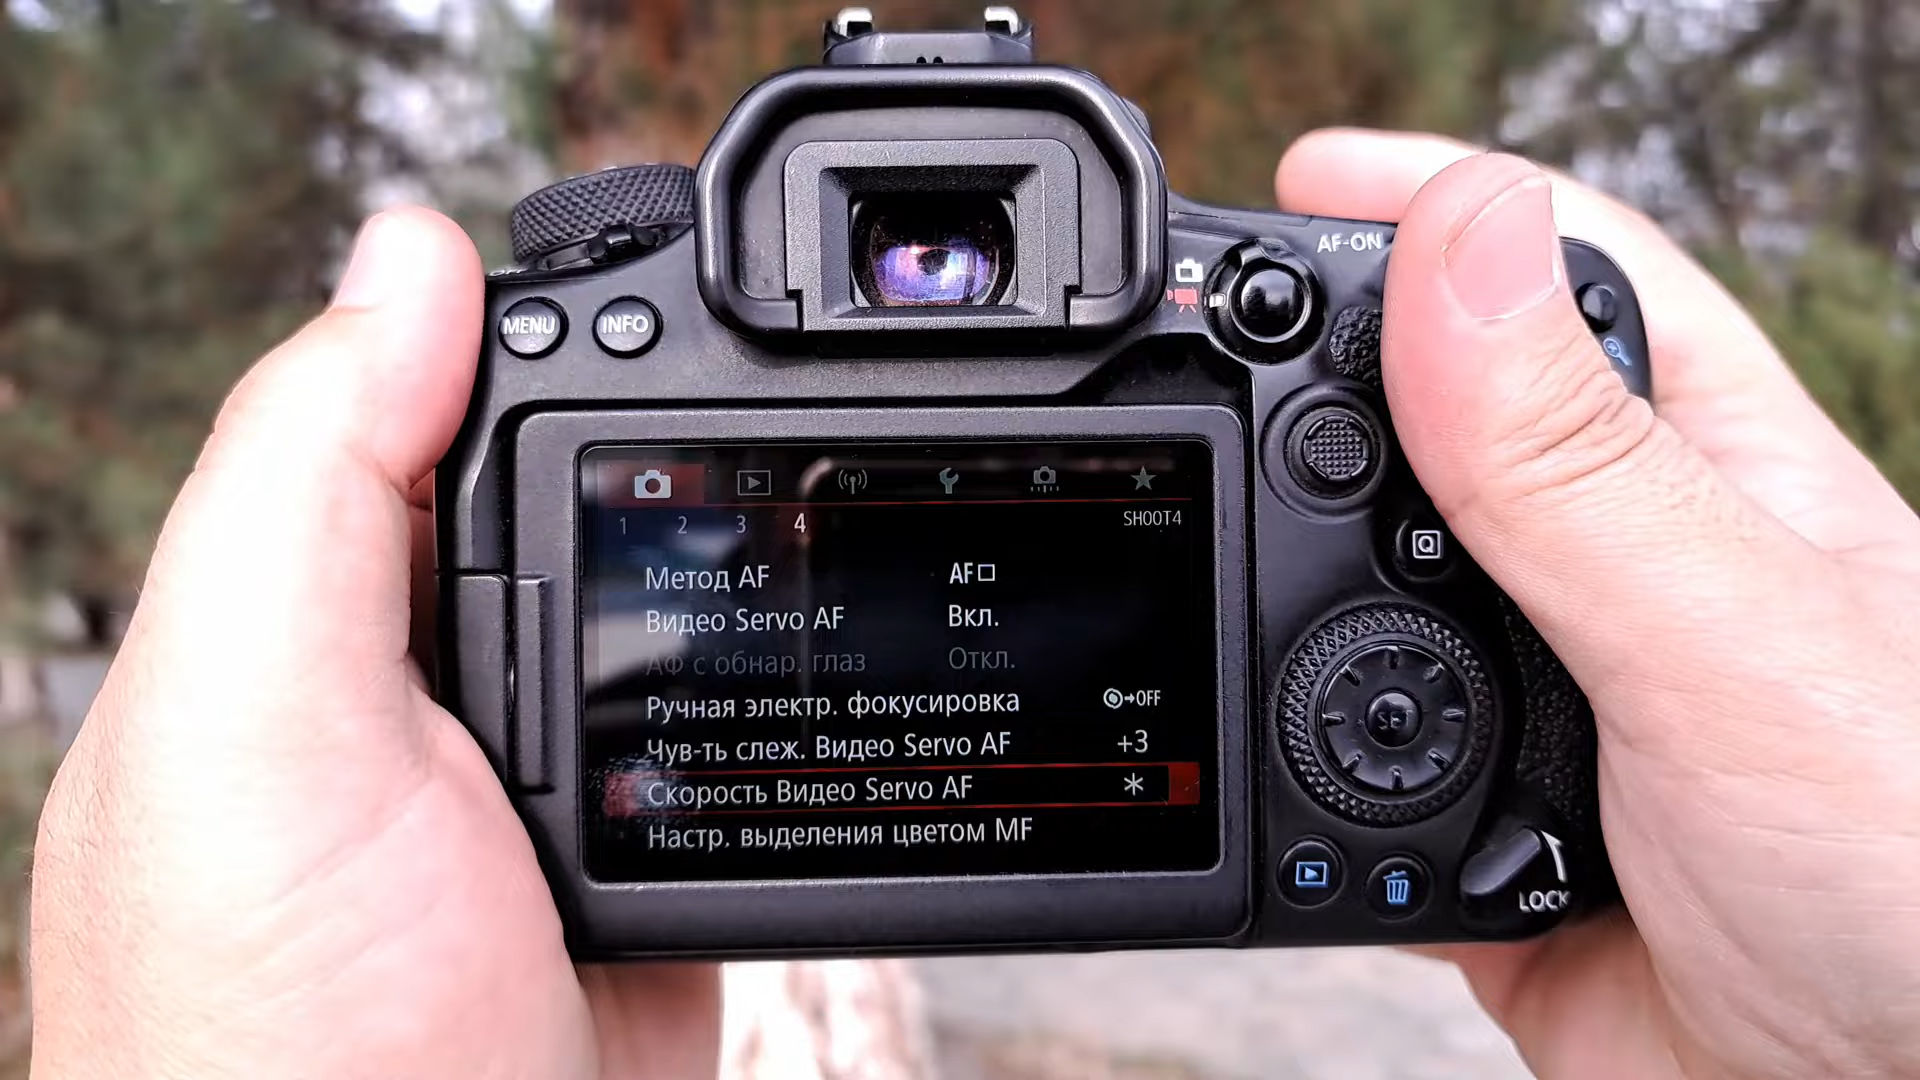 AF-ON
MENU
INFO
1 2 3 4 SHOOT4
Метод AF AF
Видео Servo AF Вкл.
АФ с обнар. глаз Откл.
Ручная электр. фокусировка →OFF
Чув-ть слеж. Видео Servo AF +3
Скорость Видео Servo AF *
Настр. выделения цветом MF
Q
SET
LOCK